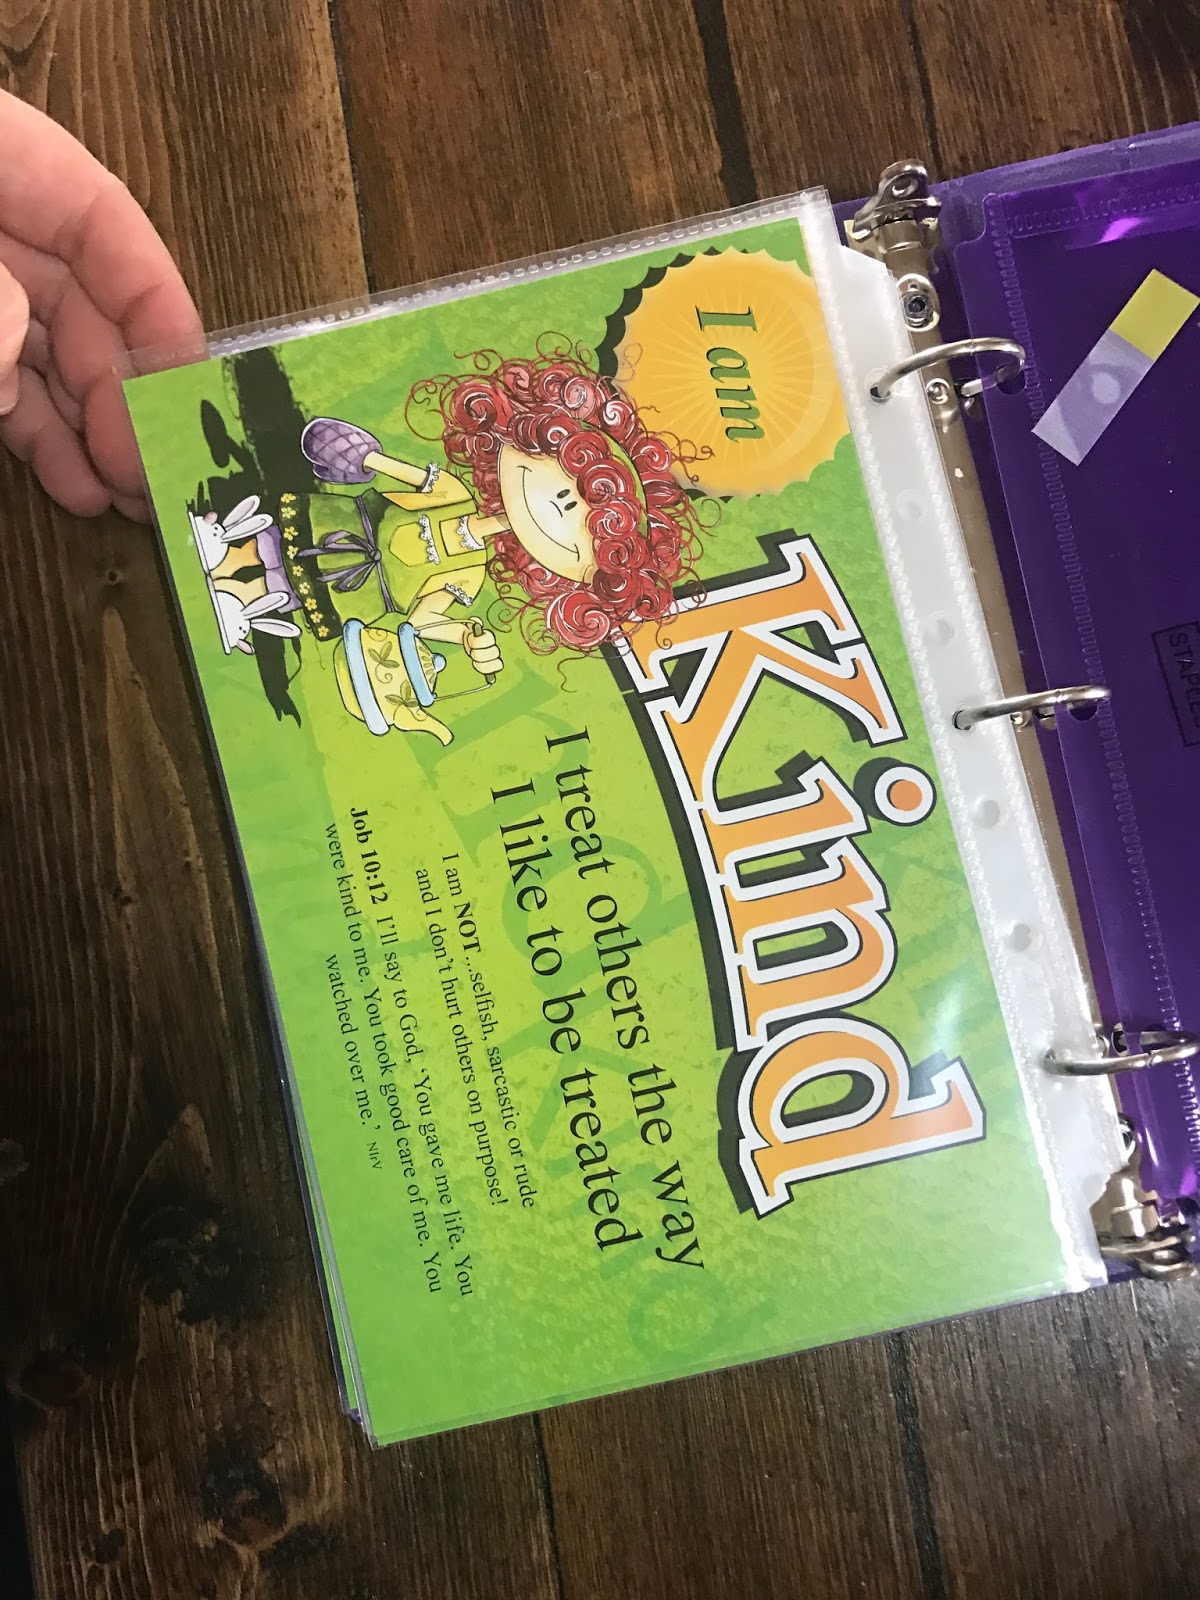 I am
Kind
I treat others the way
I like to be treated
I am NOT ...selfish, sarcastic or rude
and I don't hurt others on purpose!
Job 10:12 I'll say to God, ‘You gave me life. You
were kind to me. You took good care of me. You
watched over me.’ NIrV